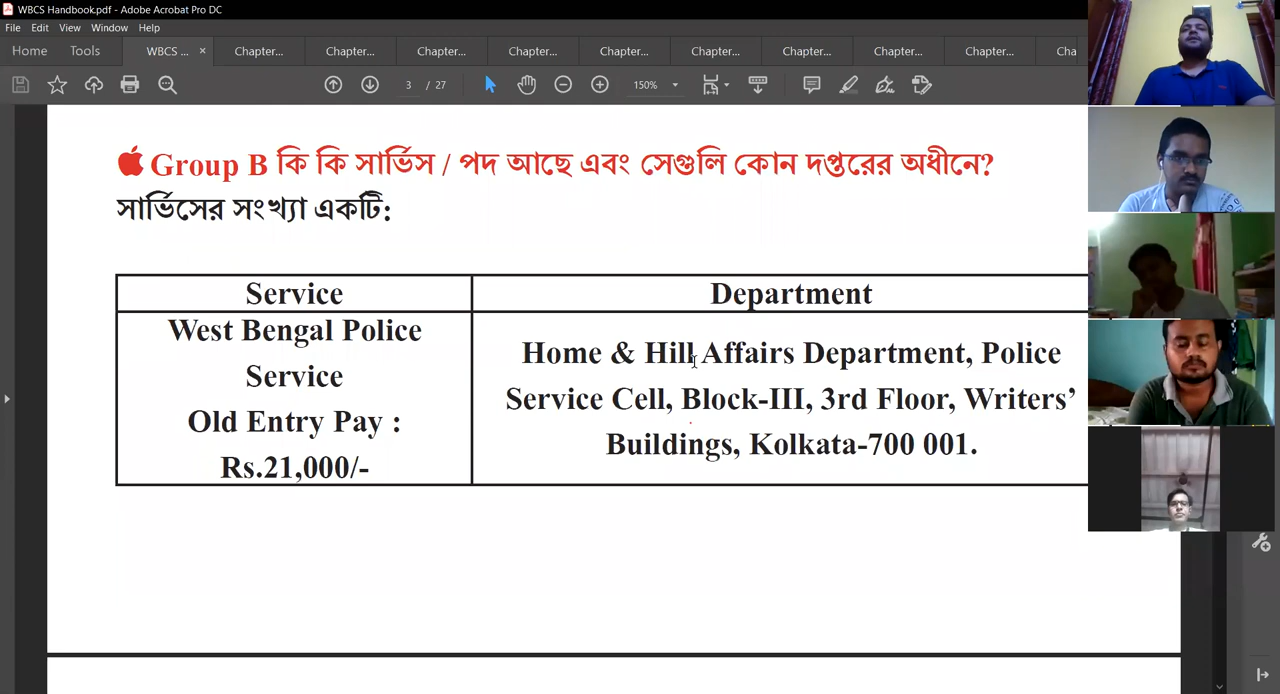 WBCS Handbook.pdf - Adobe Acrobat Pro DC
File Edit View Window Help
Home Tools WBCS ... × Chapter... Chapter... Chapter... Chapter... Chapter... Chapter... Chapter... Chapter... Chapter... Cha
3 / 27 150%
Group B কি কি সার্ভিস / পদ আছে এবং সেগুলি কোন দপ্তরের অধীনে?
সার্ভিসের সংখ্যা একটি:
Service Department
West Bengal Police
Service
Old Entry Pay :
Rs.21,000/-
Home & Hill Affairs Department, Police
Service Cell, Block-III, 3rd Floor, Writers’
Buildings, Kolkata-700 001.